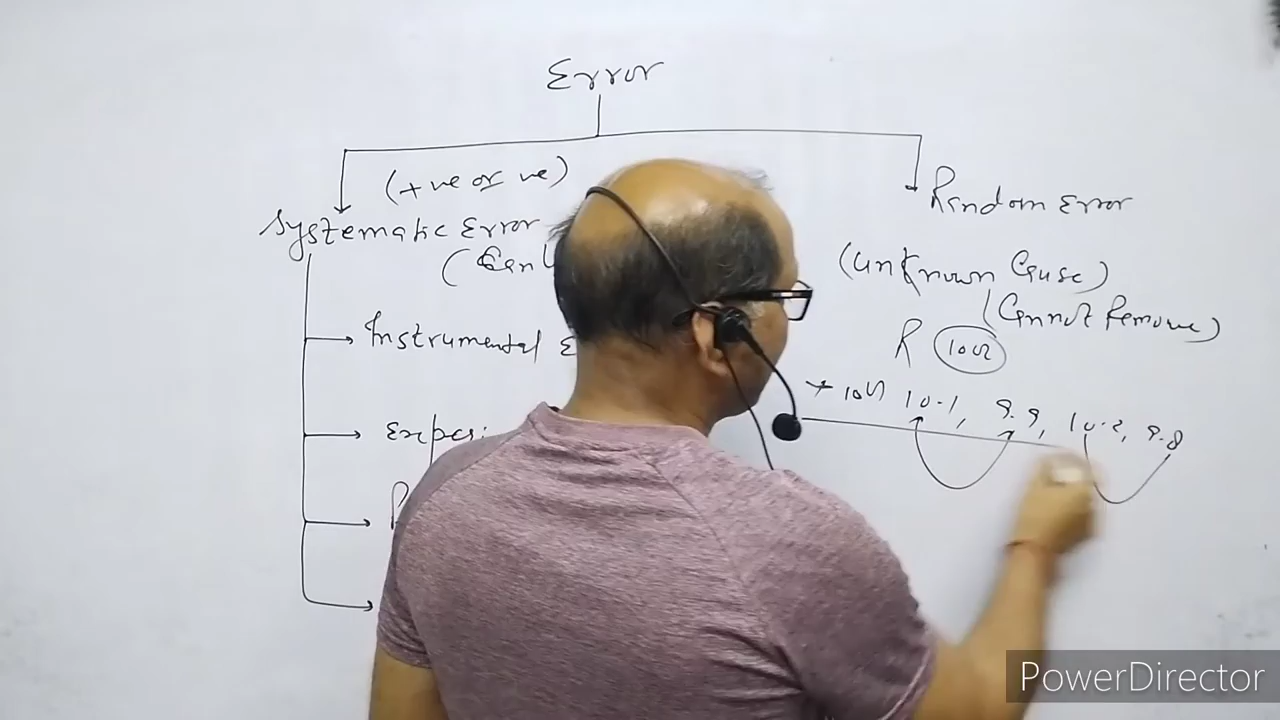 Error
(+ve or ve)
Systematic Error
Random Error
(Unknown Cause)
(Cannot Remove)
Instrumental
R 10Ω
10.1, 9.9, 10.2, 9.8
PowerDirector